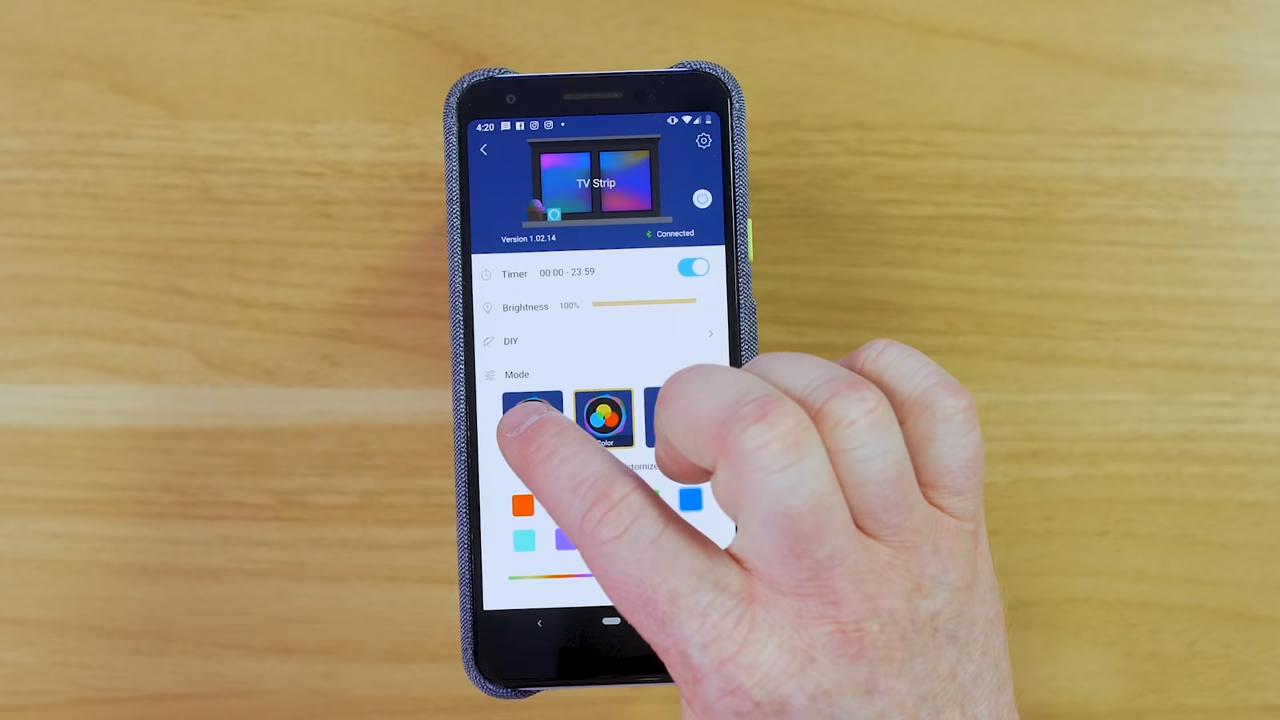 4:20
TV Strip
Version 1.02.14
Connected
Timer 00:00 - 23:59
Brightness 100%
DIY
Mode